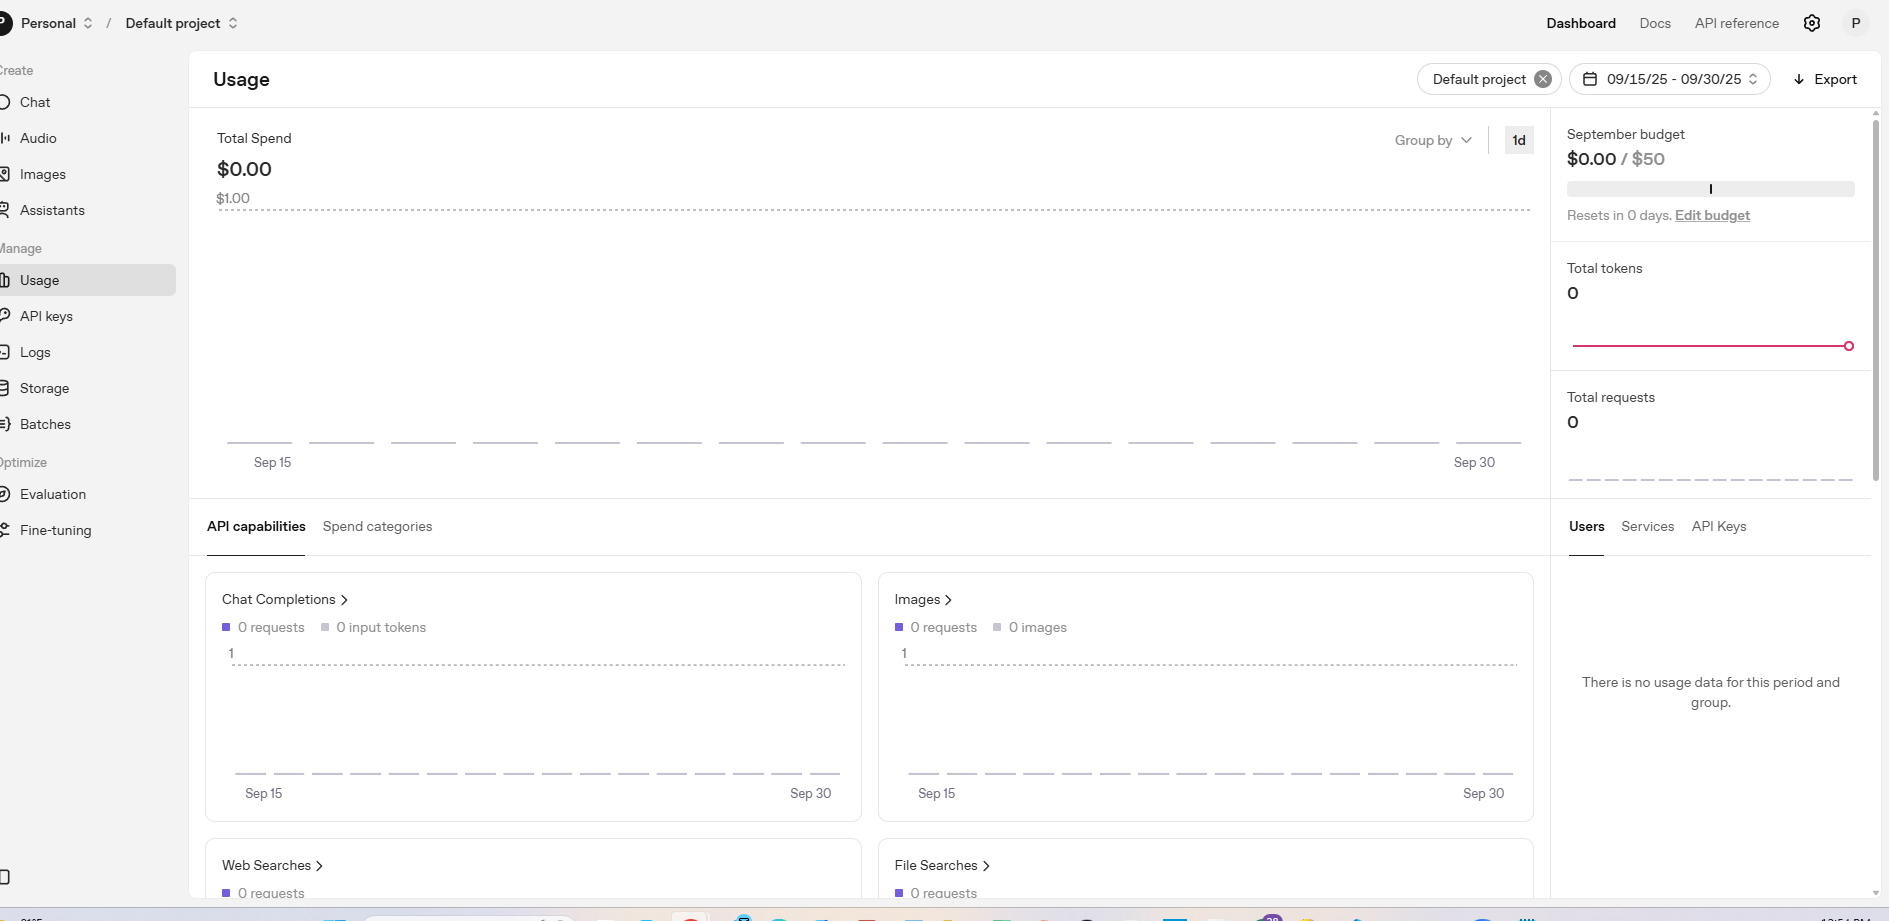 Personal / Default project
Dashboard Docs API reference P
Create
Chat
Audio
Images
Assistants
Manage
Usage
API keys
Logs
Storage
Batches
Optimize
Evaluation
Fine-tuning
Usage
Default project 09/15/25 - 09/30/25 Export
Total Spend
$0.00
$1.00
Group by 1d
Sep 15 Sep 30
September budget
$0.00 / $50
Resets in 0 days. Edit budget
Total tokens
0
Total requests
0
API capabilities Spend categories
Users Services API Keys
Chat Completions
0 requests 0 input tokens
1
Sep 15 Sep 30
Images
0 requests 0 images
1
Sep 15 Sep 30
There is no usage data for this period and
group.
Web Searches
0 requests
File Searches
0 requests